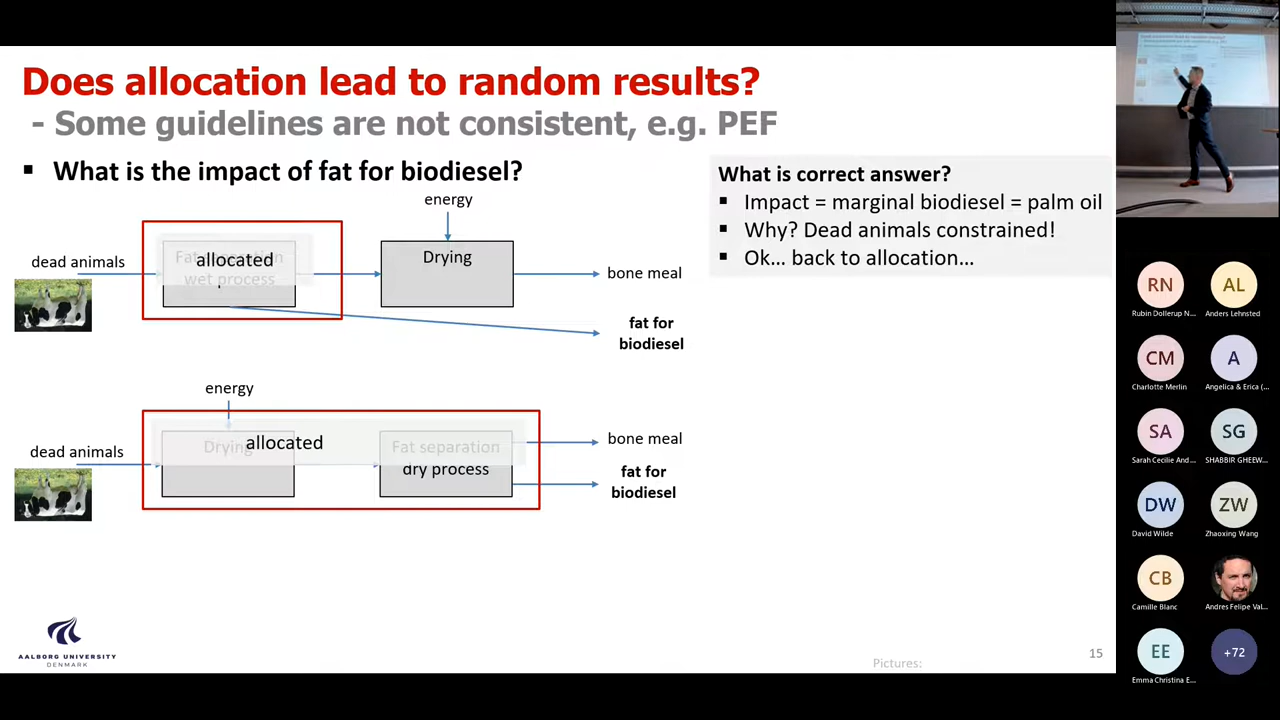 Does allocation lead to random results?
- Some guidelines are not consistent, e.g. PEF
▪ What is the impact of fat for biodiesel?
energy
dead animals
Fat separation
wet process
allocated
Drying
bone meal
fat for
biodiesel
energy
dead animals
Drying
allocated
Fat separation
dry process
bone meal
fat for
biodiesel
What is correct answer?
▪ Impact = marginal biodiesel = palm oil
▪ Why? Dead animals constrained!
▪ Ok... back to allocation...
AALBORG UNIVERSITY
DENMARK
Pictures:
15
RN
Rubin Dollerup N...
AL
Anders Lehnsted
CM
Charlotte Merlin
A
Angelica & Erica (...
SA
Sarah Cecilie And...
SG
SHABBIR GHEEW...
DW
David Wilde
ZW
Zhaoxing Wang
CB
Camille Blanc
Andres Felipe Val...
EE
Emma Christina E...
+72